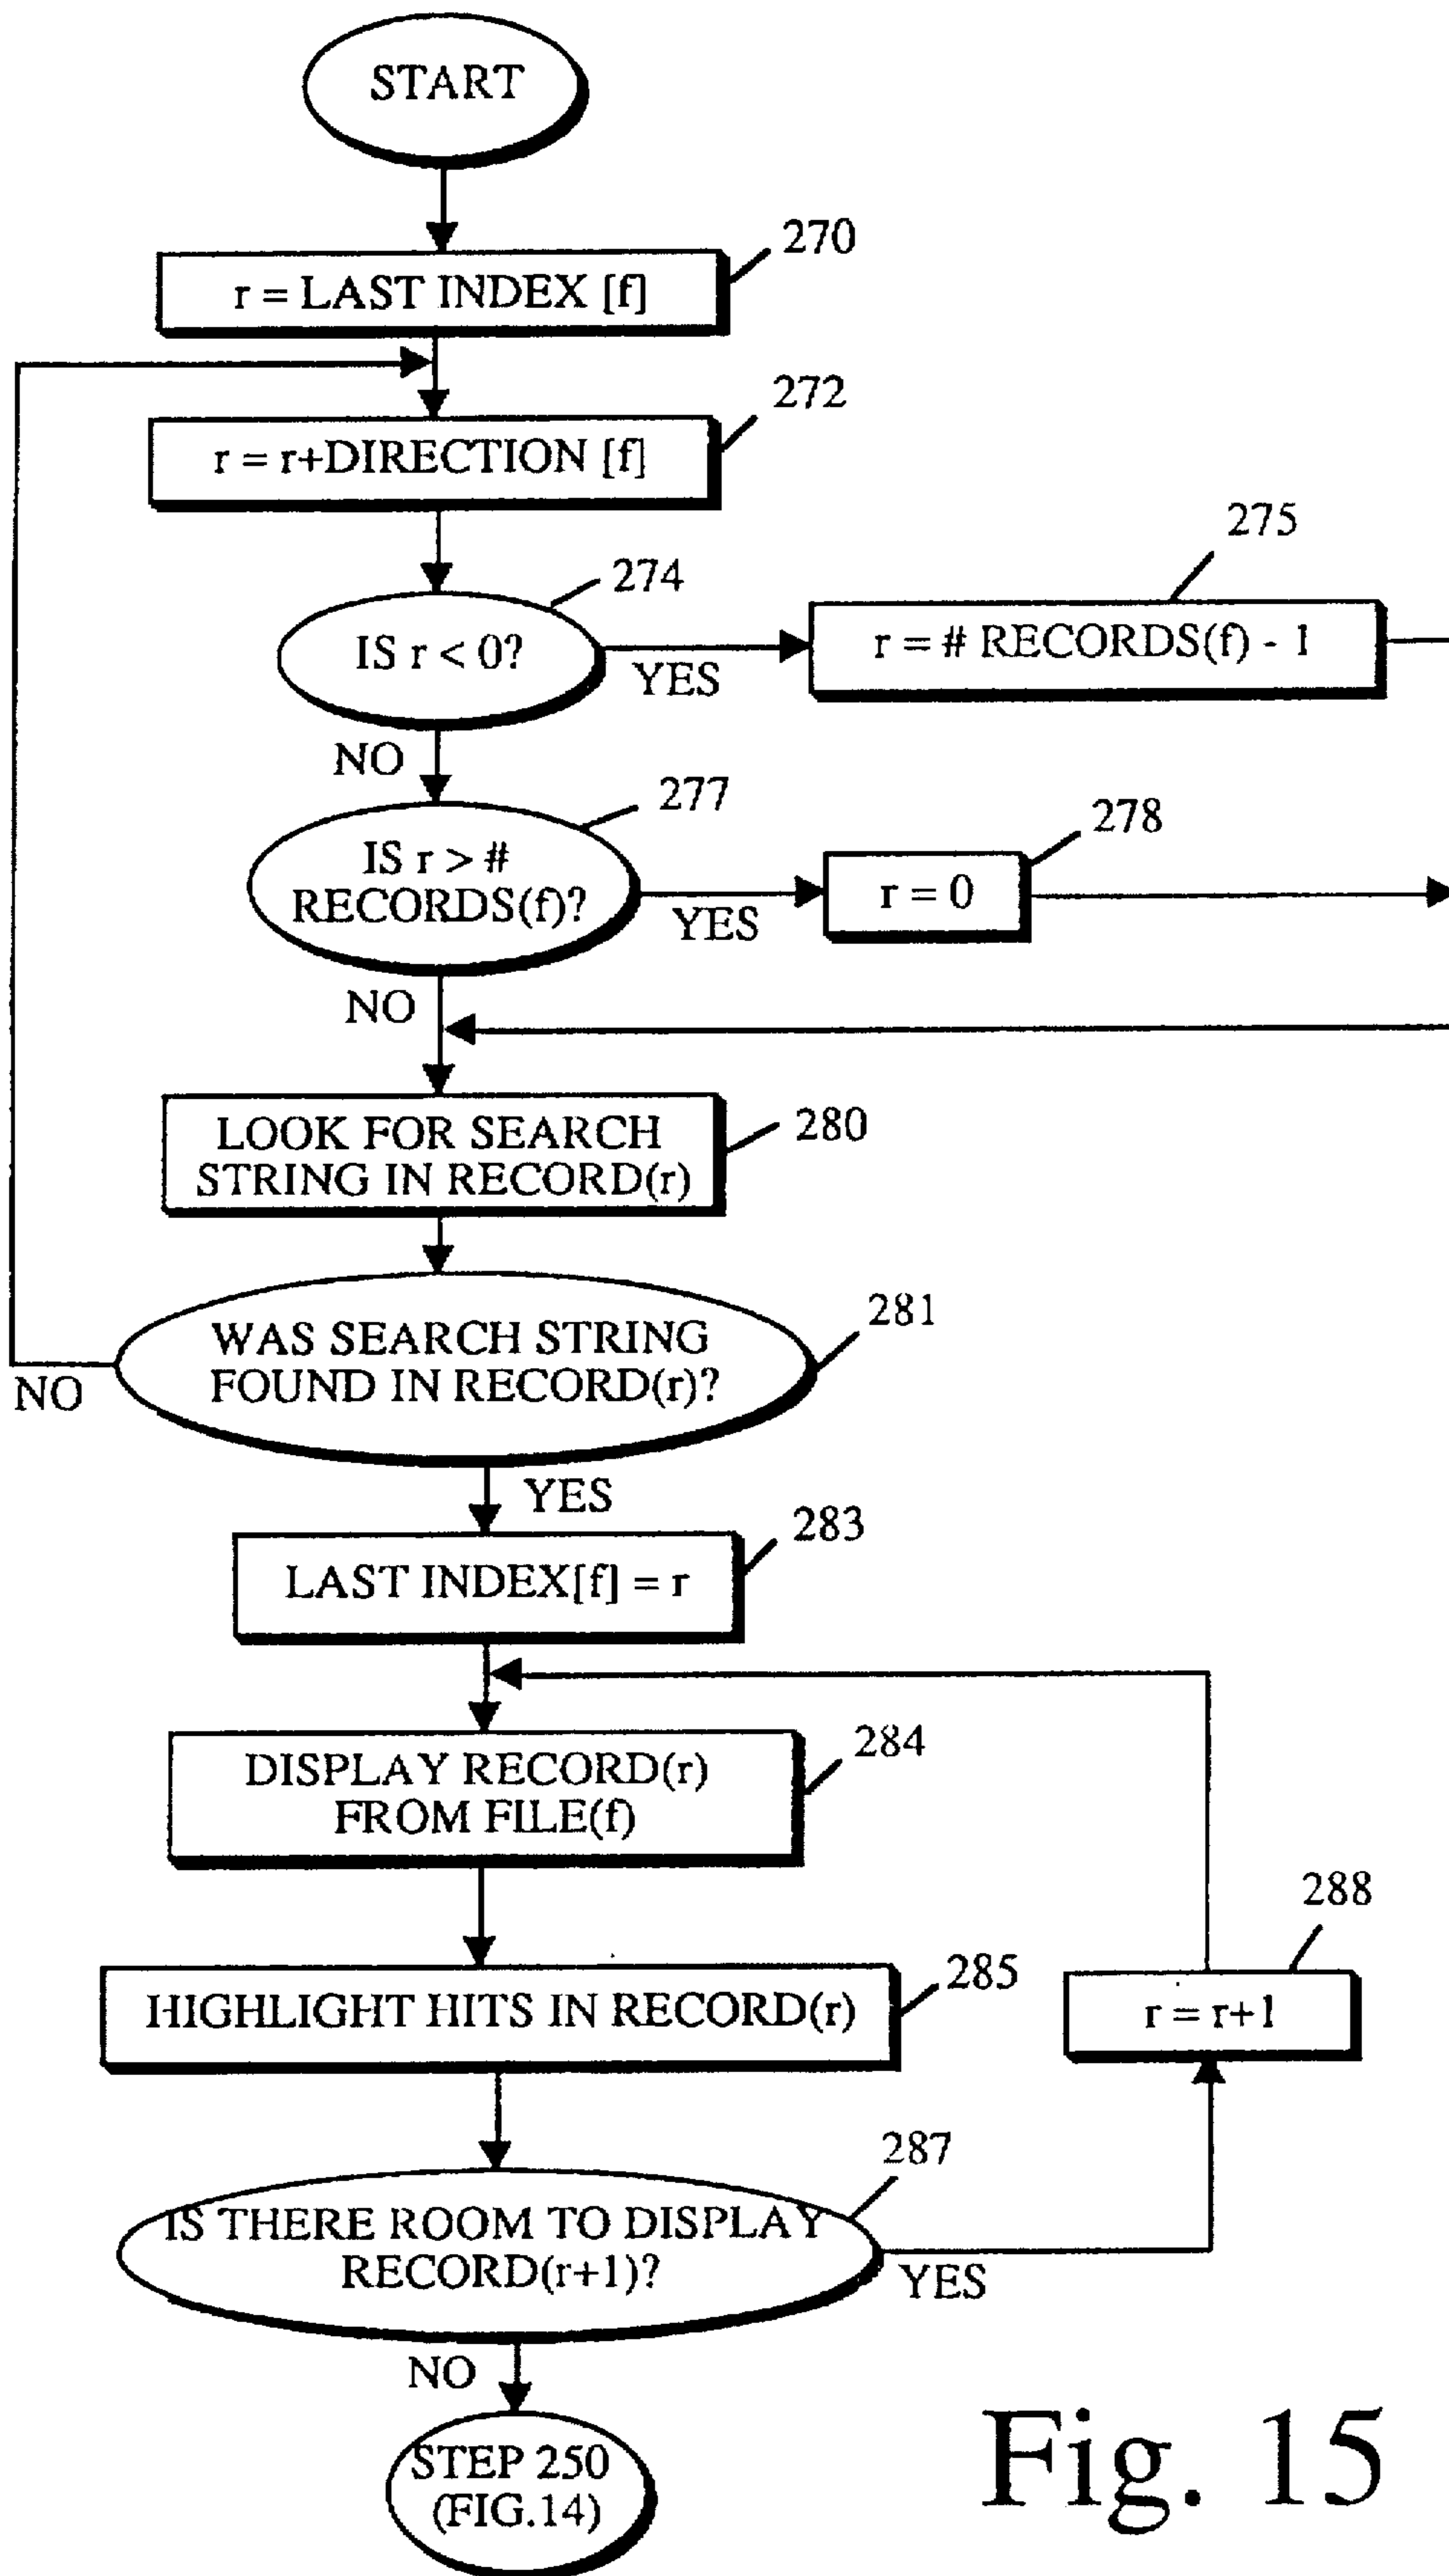 START
270
r = LAST INDEX [f]
272
r = r+DIRECTION [f]
275
274
r = # RECORDS(f) - 1
IS r < 0?
YES
NO
277
278
IS r > #
RECORDS(f)?
r = 0
YES
NO
280
LOOK FOR SEARCH
STRING IN RECORD(r)
281
WAS SEARCH STRING
FOUND IN RECORD(r)?
NO
YES
283
LAST INDEX[f] = r
284
DISPLAY RECORD(r)
FROM FILE(f)
288
285
HIGHLIGHT HITS IN RECORD(r)
r = r+1
287
IS THERE ROOM TO DISPLAY
RECORD(r+1)?
YES
NO
STEP 250
(FIG.14)
Fig. 15